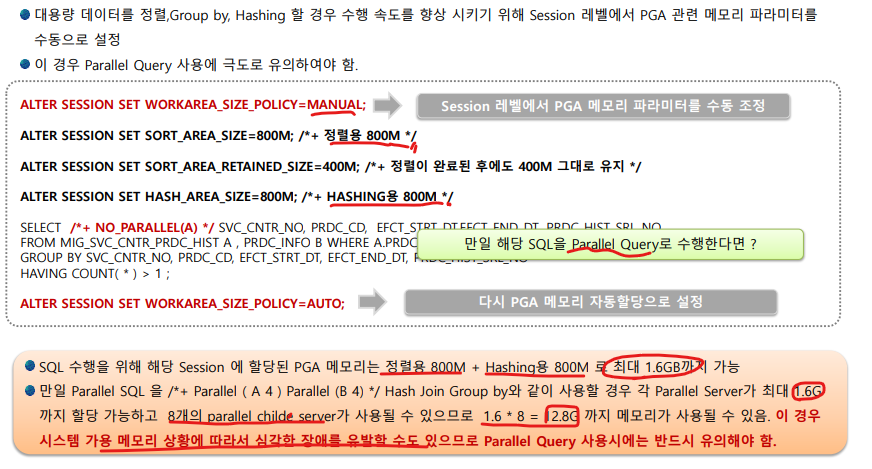 대용량 데이터를 정렬,Group by, Hashing 할 경우 수행 속도를 향상 시키기 위해 Session 레벨에서 PGA 관련 메모리 파라미터를
수동으로 설정
이 경우 Parallel Query 사용에 극도로 유의하여야 함.
ALTER SESSION SET WORKAREA_SIZE_POLICY=MANUAL;
Session 레벨에서 PGA 메모리 파라미터를 수동 조정
ALTER SESSION SET SORT_AREA_SIZE=800M; /*+ 정렬용 800M */
ALTER SESSION SET SORT_AREA_RETAINED_SIZE=400M; /*+ 정렬이 완료된 후에도 400M 그대로 유지 */
ALTER SESSION SET HASH_AREA_SIZE=800M; /*+ HASHING용 800M */
SELECT /*+ NO_PARALLEL(A) */ SVC_CNTR_NO, PRDC_CD, EFCT_STRT_DT,EFCT_END_DT, PRDC_HIST_SRL_NO
FROM MIG_SVC_CNTR_PRDC_HIST A , PRDC_INFO B WHERE A.PRDC
만일 해당 SQL을 Parallel Query로 수행한다면 ?
GROUP BY SVC_CNTR_NO, PRDC_CD, EFCT_STRT_DT, EFCT_END_DT, PRDC_HIST_SRL_NO
HAVING COUNT( * ) > 1 ;
ALTER SESSION SET WORKAREA_SIZE_POLICY=AUTO;
다시 PGA 메모리 자동할당으로 설정
SQL 수행을 위해 해당 Session 에 할당된 PGA 메모리는 정렬용 800M + Hashing용 800M 로 최대 1.6GB까지 가능
만일 Parallel SQL 을 /*+ Parallel ( A 4 ) Parallel (B 4) */ Hash Join Group by와 같이 사용할 경우 각 Parallel Server가 최대 1.6G
까지 할당 가능하고 8개의 parallel childe server가 사용될 수 있으므로 1.6 * 8 = 12.8G 까지 메모리가 사용될 수 있음. 이 경우
시스템 가용 메모리 상황에 따라서 심각한 장애를 유발할 수도 있으므로 Parallel Query 사용시에는 반드시 유의해야 함.